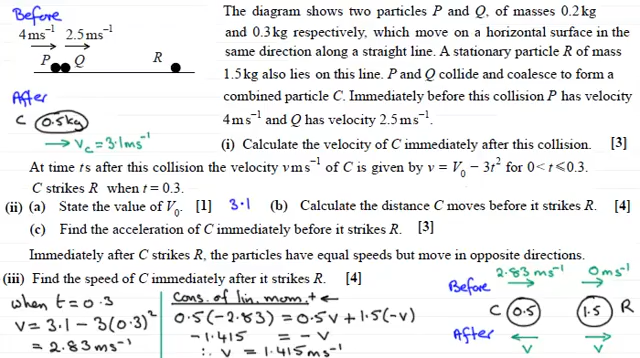 Before
4 ms⁻¹ 2.5 ms⁻¹
P Q R
After
C 0.5kg
→ Vc = 3.1ms⁻¹
The diagram shows two particles P and Q, of masses 0.2 kg
and 0.3 kg respectively, which move on a horizontal surface in the
same direction along a straight line. A stationary particle R of mass
1.5 kg also lies on this line. P and Q collide and coalesce to form a
combined particle C. Immediately before this collision P has velocity
4 ms⁻¹ and Q has velocity 2.5 ms⁻¹.
(i) Calculate the velocity of C immediately after this collision. [3]
At time t s after this collision the velocity v ms⁻¹ of C is given by v = V₀ − 3t² for 0 < t ⩽ 0.3.
C strikes R when t = 0.3.
(ii) (a) State the value of V₀. [1] 3.1 (b) Calculate the distance C moves before it strikes R. [4]
(c) Find the acceleration of C immediately before it strikes R. [3]
Immediately after C strikes R, the particles have equal speeds but move in opposite directions.
(iii) Find the speed of C immediately after it strikes R. [4]
when t = 0.3
V = 3.1 − 3(0.3)²
= 2.83 ms⁻¹
Cons. of lin. mom. + ←
0.5(−2.83) = 0.5v + 1.5(−v)
−1.415 = −v
∴ v = 1.415ms⁻¹
Before 2.83 ms⁻¹ 0 ms⁻¹
C 0.5 1.5 R
After v v